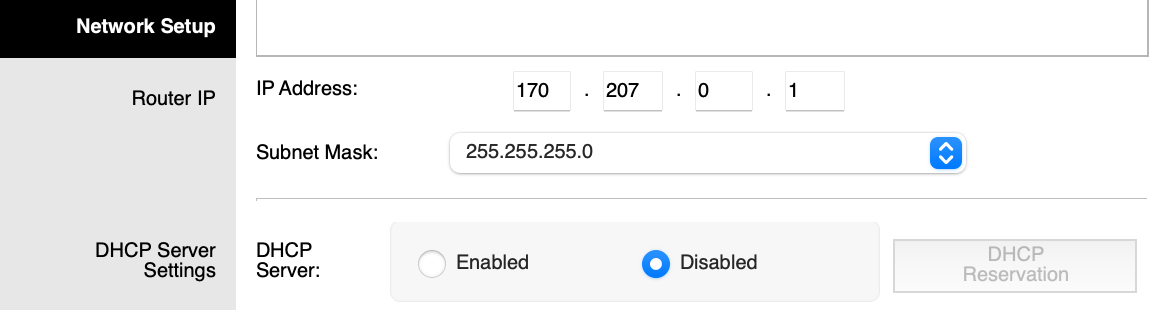 Network Setup
Router IP
IP Address:
170 . 207 . 0 . 1
Subnet Mask:
255.255.255.0
DHCP Server
Settings
DHCP
Server:
Enabled
Disabled
DHCP
Reservation